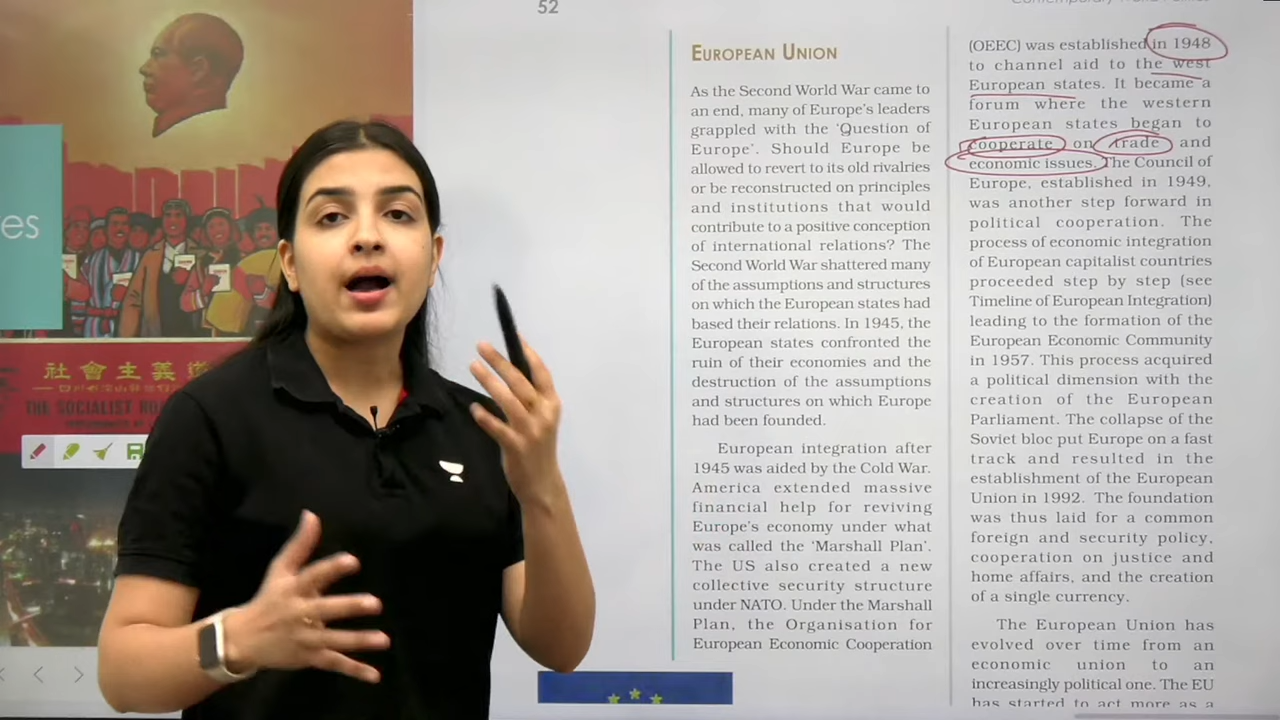 52
Contemporary World Politics
EUROPEAN UNION
As the Second World War came to
an end, many of Europe's leaders
grappled with the 'Question of
Europe'. Should Europe be
allowed to revert to its old rivalries
or be reconstructed on principles
and institutions that would
contribute to a positive conception
of international relations? The
Second World War shattered many
of the assumptions and structures
on which the European states had
based their relations. In 1945, the
European states confronted the
ruin of their economies and the
destruction of the assumptions
and structures on which Europe
had been founded.
European integration after
1945 was aided by the Cold War.
America extended massive
financial help for reviving
Europe's economy under what
was called the 'Marshall Plan'.
The US also created a new
collective security structure
under NATO. Under the Marshall
Plan, the Organisation for
European Economic Cooperation
(OEEC) was established in 1948
to channel aid to the west
European states. It became a
forum where the western
European states began to
cooperate on trade and
economic issues. The Council of
Europe, established in 1949,
was another step forward in
political cooperation. The
process of economic integration
of European capitalist countries
proceeded step by step (see
Timeline of European Integration)
leading to the formation of the
European Economic Community
in 1957. This process acquired
a political dimension with the
creation of the European
Parliament. The collapse of the
Soviet bloc put Europe on a fast
track and resulted in the
establishment of the European
Union in 1992. The foundation
was thus laid for a common
foreign and security policy,
cooperation on justice and
home affairs, and the creation
of a single currency.
The European Union has
evolved over time from an
economic union to an
increasingly political one. The EU
has started to act more as a
es
社會主義
THE SOCIALIST